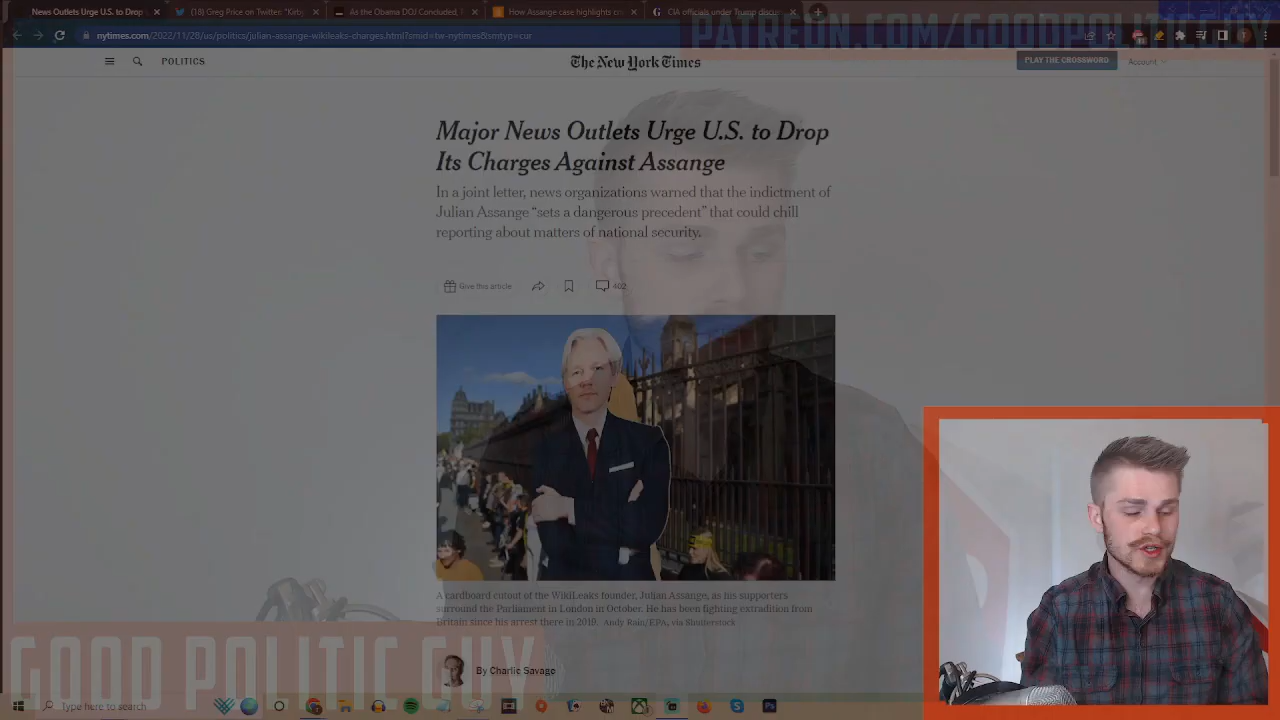 News Outlets Urge U.S. to Drop
(18) Greg Price on Twitter: "Kirby
As the Obama DOJ Concluded,
How Assange case highlights
CIA officials under Trump discus
nytimes.com/2022/11/28/us/politics/julian-assange-wikileaks-charges.html?smid=tw-nytimes&smtyp=cur
PATREON.COM/GOODPOLITICGUY
POLITICS
The New York Times
PLAY THE CROSSWORD
Account
Major News Outlets Urge U.S. to Drop
Its Charges Against Assange
In a joint letter, news organizations warned that the indictment of
Julian Assange “sets a dangerous precedent” that could chill
reporting about matters of national security.
Give this article
402
A cardboard cutout of the WikiLeaks founder, Julian Assange, as his supporters
surround the Parliament in London in October. He has been fighting extradition from
Britain since his arrest there in 2019. Andy Rain/EPA, via Shutterstock
By Charlie Savage
GOOD POLITIC GUY
Type here to search